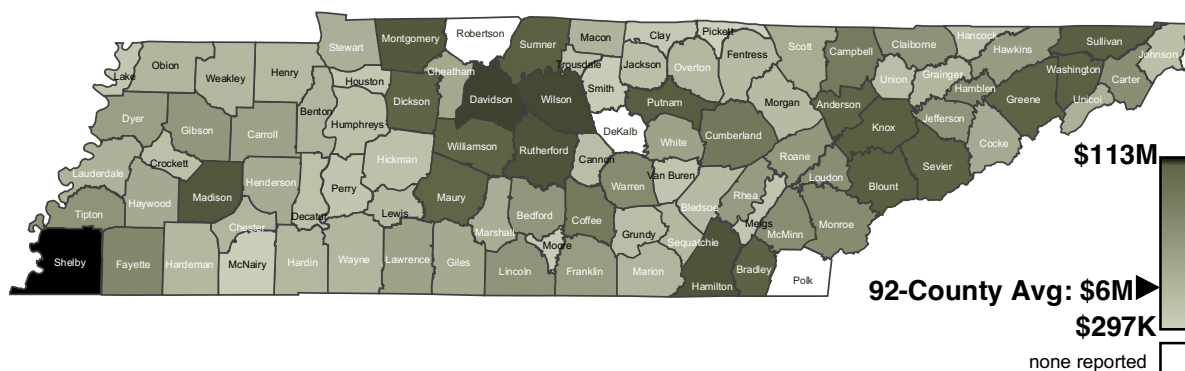 Stewart
Montgomery
Robertson
Sumner
Macon
Clay
Pickett
Fentress
Scott
Campbell
Claiborne
Hancock
Hawkins
Sullivan
Johnson
Lake
Obion
Weakley
Henry
Houston
Cheatham
Trousdale
Jackson
Overton
Union
Grainger
Hamblen
Washington
Carter
Unicoi
Greene
Benton
Dickson
Davidson
Wilson
Smith
Putnam
Morgan
Anderson
Knox
Jefferson
Cocke
Dyer
Gibson
Carroll
Humphreys
Williamson
Rutherford
DeKalb
Cannon
White
Cumberland
Roane
Loudon
Blount
Sevier
Lauderdale
Crockett
Haywood
Madison
Henderson
Decatur
Perry
Hickman
Lewis
Maury
Bedford
Coffee
Warren
Van Buren
Bledsoe
Rhea
Meigs
McMinn
Monroe
Tipton
Chester
Marshall
Moore
Grundy
Sequatchie
Shelby
Fayette
Hardeman
McNairy
Hardin
Wayne
Lawrence
Giles
Lincoln
Franklin
Marion
Hamilton
Bradley
Polk
$113M
92-County Avg: $6M
$297K
none reported